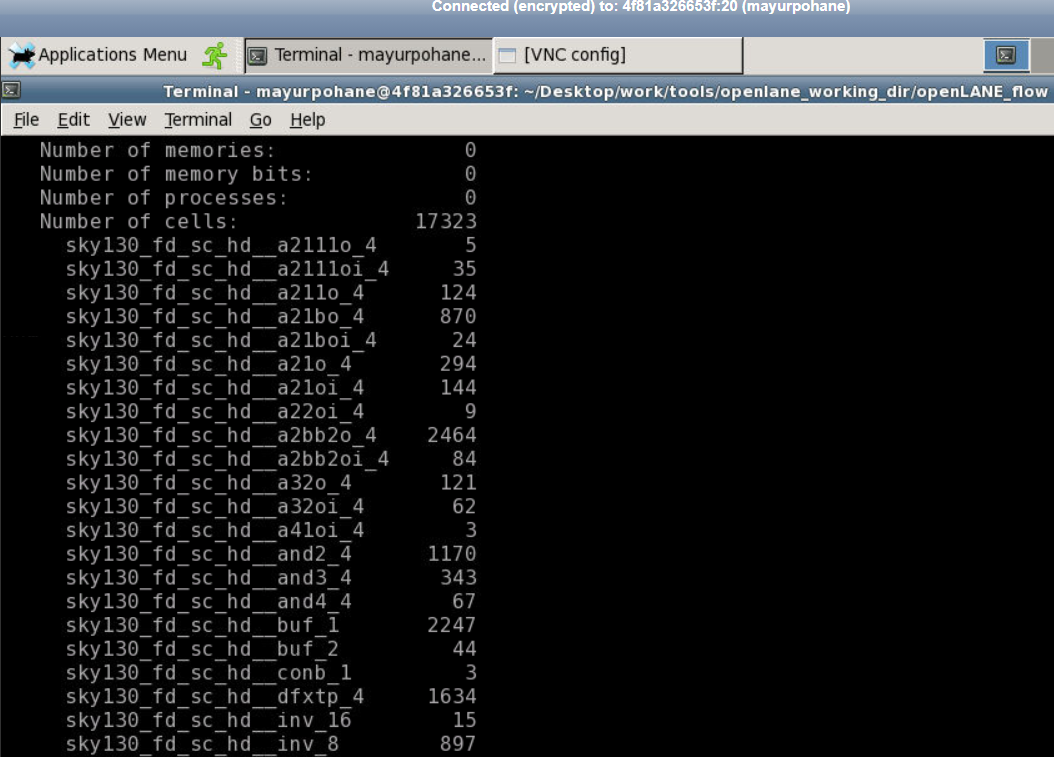 Connected (encrypted) to: 4f81a326653f:20 (mayurpohane)
Applications Menu Terminal - mayurpohane... [VNC config]
Terminal - mayurpohane@4f81a326653f: ~/Desktop/work/tools/openlane_working_dir/openLANE_flow
File Edit View Terminal Go Help
Number of memories: 0
Number of memory bits: 0
Number of processes: 0
Number of cells: 17323
sky130_fd_sc_hd__a2111o_4 5
sky130_fd_sc_hd__a2111oi_4 35
sky130_fd_sc_hd__a211o_4 124
sky130_fd_sc_hd__a21bo_4 870
sky130_fd_sc_hd__a21boi_4 24
sky130_fd_sc_hd__a21o_4 294
sky130_fd_sc_hd__a21oi_4 144
sky130_fd_sc_hd__a22oi_4 9
sky130_fd_sc_hd__a2bb2o_4 2464
sky130_fd_sc_hd__a2bb2oi_4 84
sky130_fd_sc_hd__a32o_4 121
sky130_fd_sc_hd__a32oi_4 62
sky130_fd_sc_hd__a41oi_4 3
sky130_fd_sc_hd__and2_4 1170
sky130_fd_sc_hd__and3_4 343
sky130_fd_sc_hd__and4_4 67
sky130_fd_sc_hd__buf_1 2247
sky130_fd_sc_hd__buf_2 44
sky130_fd_sc_hd__conb_1 3
sky130_fd_sc_hd__dfxtp_4 1634
sky130_fd_sc_hd__inv_16 15
sky130_fd_sc_hd__inv_8 897